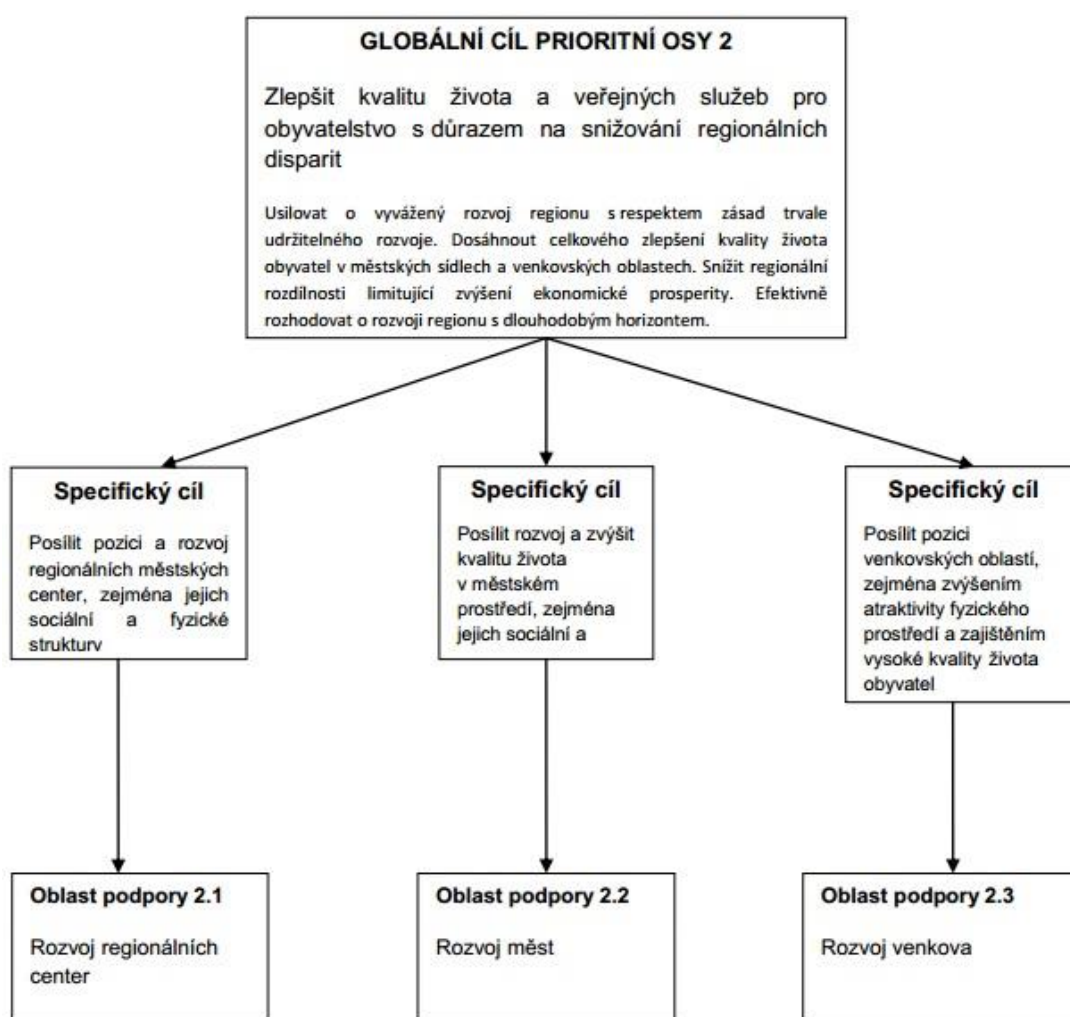 GLOBÁLNÍ CÍL PRIORITNÍ OSY 2
Zlepšit kvalitu života a veřejných služeb pro
obyvatelstvo s důrazem na snižování regionálních
disparit
Usilovat o vyvážený rozvoj regionu s respektem zásad trvale
udržitelného rozvoje. Dosáhnout celkového zlepšení kvality života
obyvatel v městských sídlech a venkovských oblastech. Snížit regionální
rozdílnosti limitující zvýšení ekonomické prosperity. Efektivně
rozhodovat o rozvoji regionu s dlouhodobým horizontem.
Specifický cíl
Posílit pozici a rozvoj
regionálních městských
center, zejména jejich
sociální a fyzické
struktury
Specifický cíl
Posílit rozvoj a zvýšit
kvalitu života
v městském
prostředí, zejména
jejich sociální a
Specifický cíl
Posílit pozici
venkovských oblastí,
zejména zvýšením
atraktivity fyzického
prostředí a zajištěním
vysoké kvality života
obyvatel
Oblast podpory 2.1
Rozvoj regionálních
center
Oblast podpory 2.2
Rozvoj měst
Oblast podpory 2.3
Rozvoj venkova